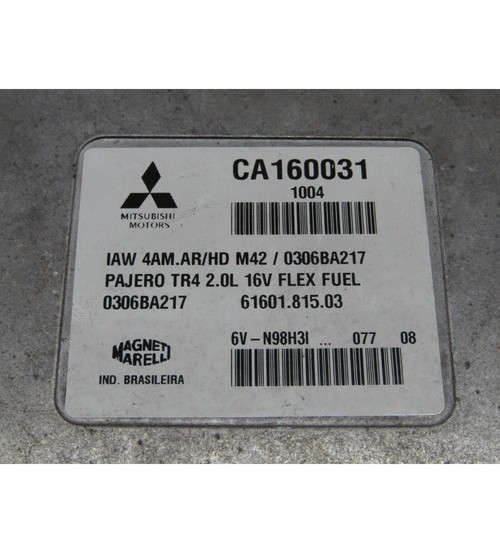 CA160031
1004
MITSUBISHI
MOTORS
IAW 4AM.AR/HD M42 / 0306BA217
PAJERO TR4 2.0L 16V FLEX FUEL
0306BA217 61601.815.03
6V-N98H3I ... 077 08
MAGNETI
MARELLI
IND. BRASILEIRA